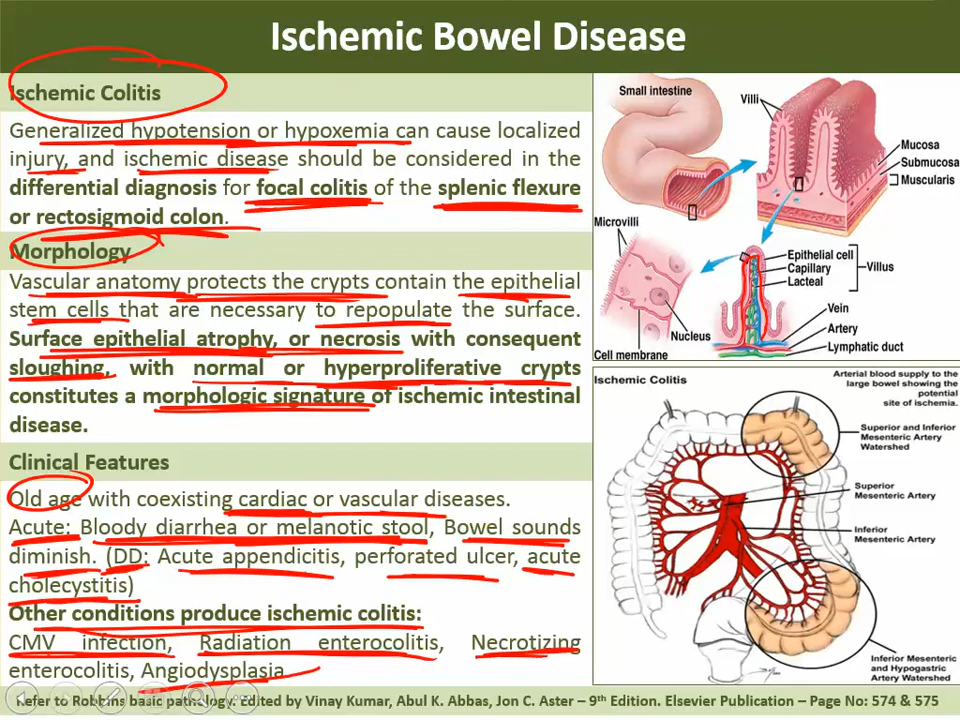 Ischemic Bowel Disease
Ischemic Colitis
Generalized hypotension or hypoxemia can cause localized
injury, and ischemic disease should be considered in the
differential diagnosis for focal colitis of the splenic flexure
or rectosigmoid colon.
Morphology
Vascular anatomy protects the crypts contain the epithelial
stem cells that are necessary to repopulate the surface.
Surface epithelial atrophy, or necrosis with consequent
sloughing, with normal or hyperproliferative crypts
constitutes a morphologic signature of ischemic intestinal
disease.
Clinical Features
Old age with coexisting cardiac or vascular diseases.
Acute: Bloody diarrhea or melanotic stool, Bowel sounds
diminish. (DD: Acute appendicitis, perforated ulcer, acute
cholecystitis)
Other conditions produce ischemic colitis:
CMV infection, Radiation enterocolitis, Necrotizing
enterocolitis, Angiodysplasia.
Small intestine
Villi
Mucosa
Submucosa
Muscularis
Microvilli
Epithelial cell
Capillary
Lacteal
Villus
Vein
Artery
Lymphatic duct
Nucleus
Cell membrane
Ischemic Colitis
Arterial blood supply to the
large bowel showing the
potential
site of ischemia.
Superior and Inferior
Mesenteric Artery
Watershed
Superior
Mesenteric Artery
Inferior
Mesenteric Artery
Inferior Mesenteric
and Hypogastric
Artery Watershed
Refer to Robbins basic pathology. Edited by Vinay Kumar, Abul K. Abbas, Jon C. Aster – 9th Edition. Elsevier Publication – Page No: 574 & 575